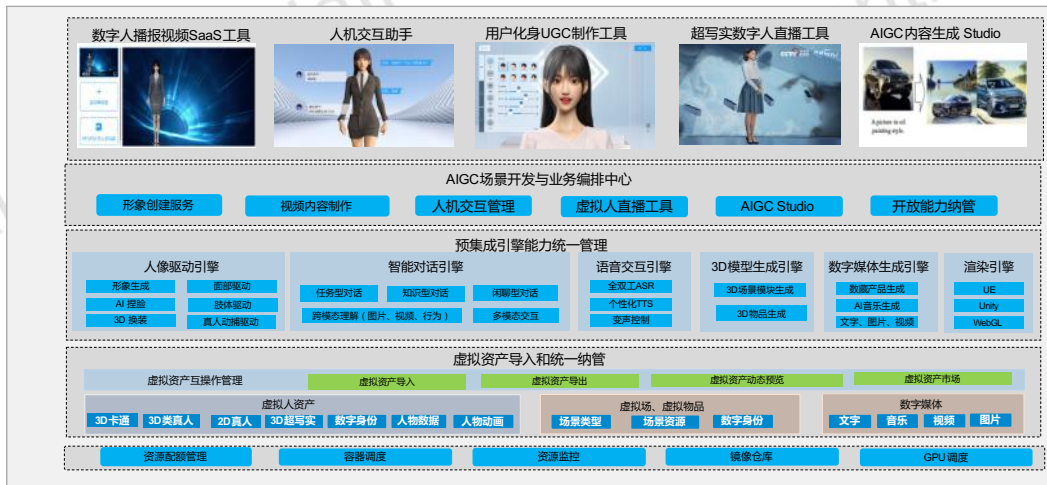 数字人播报视频SaaS工具
人机交互助手
用户化身UGC制作工具
超写实数字人直播工具
AIGC内容生成 Studio
A picture in oil
painting style.
AIGC场景开发与业务编排中心
形象创建服务
视频内容制作
人机交互管理
虚拟人直播工具
AIGC Studio
开放能力纳管
预集成引擎能力统一管理
人像驱动引擎
形象生成
面部驱动
AI 捏脸
肢体驱动
3D 换装
真人动捕驱动
智能对话引擎
任务型对话
知识型对话
闲聊型对话
跨模态理解（图片、视频、行为）
多模态交互
语音交互引擎
全双工ASR
个性化TTS
变声控制
3D模型生成引擎
3D场景模块生成
3D物品生成
数字媒体生成引擎
数藏产品生成
AI音乐生成
文字、图片、视频
渲染引擎
UE
Unity
WebGL
虚拟资产导入和统一纳管
虚拟资产互操作管理
虚拟资产导入
虚拟资产导出
虚拟资产动态预览
虚拟资产市场
虚拟人资产
3D卡通
3D类真人
2D真人
3D超写实
数字身份
人物数据
人物动画
虚拟场、虚拟物品
场景类型
场景资源
数字身份
数字媒体
文字
音乐
视频
图片
资源配额管理
容器调度
资源监控
镜像仓库
GPU调度